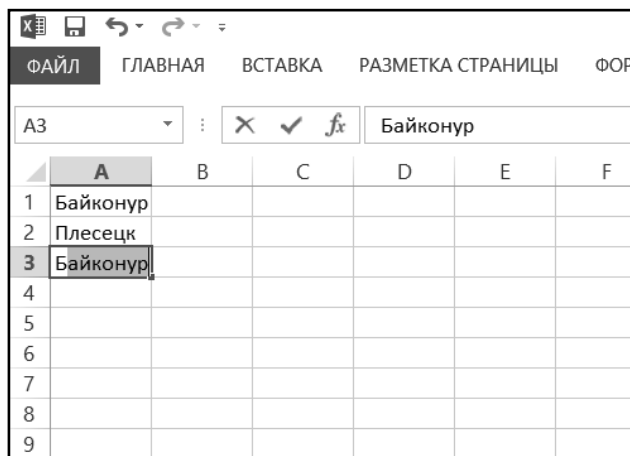 ФАЙЛ ГЛАВНАЯ ВСТАВКА РАЗМЕТКА СТРАНИЦЫ ФОР
A3 fx Байконур
A B C D E F
1 Байконур
2 Плесецк
3 Байконур
4
5
6
7
8
9